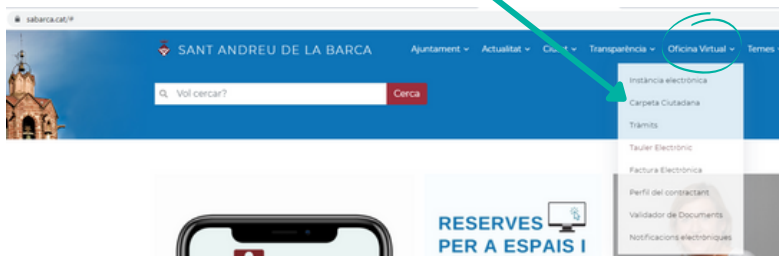 sabarca.cat/#
SANT ANDREU DE LA BARCA
Ajuntament
Actualitat
Ciutat
Transparència
Oficina Virtual
Temes
Vol cercar?
Cerca
Instància electrònica
Carpeta Ciutadana
Tràmits
Tauler Electrònic
Factura Electrònica
Perfil del contractant
Validador de Documents
Notificacions electròniques
RESERVES
PER A ESPAIS I